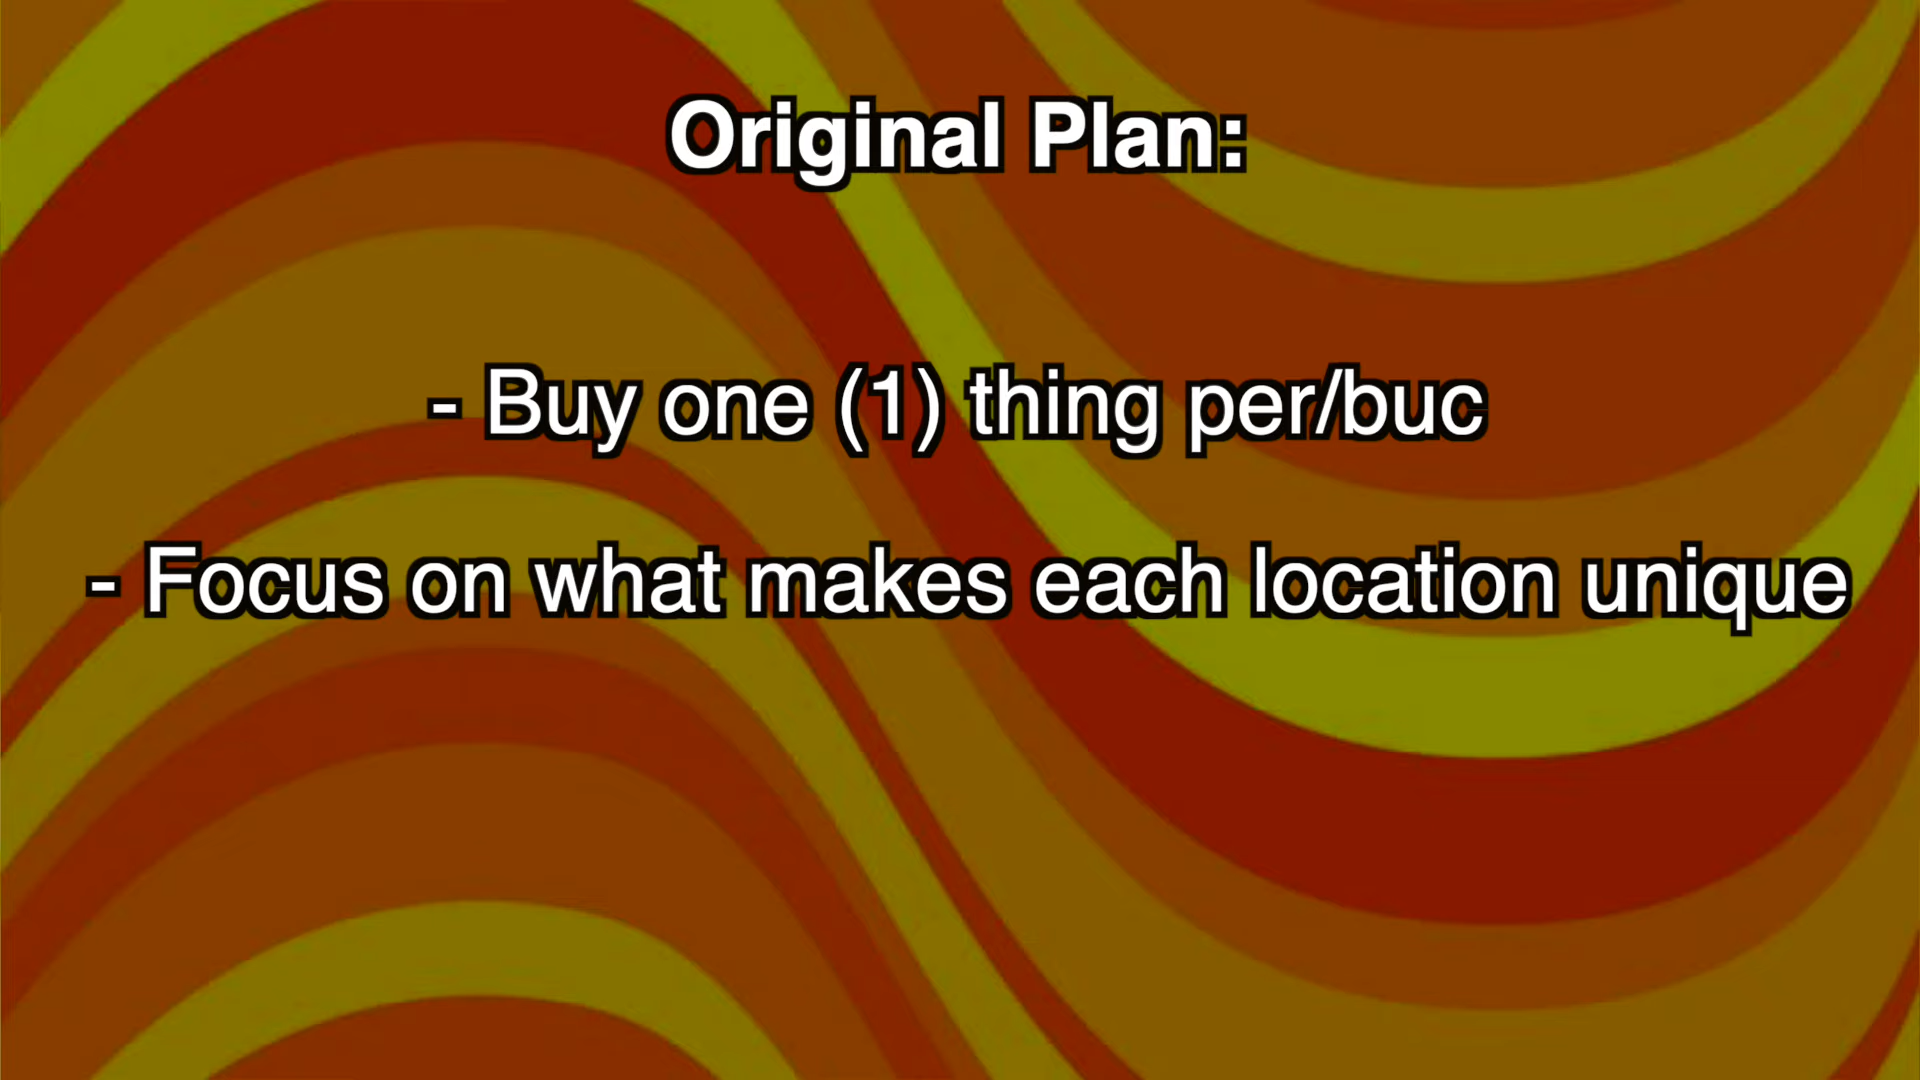 Original Plan:
- Buy one (1) thing per/buc
- Focus on what makes each location unique